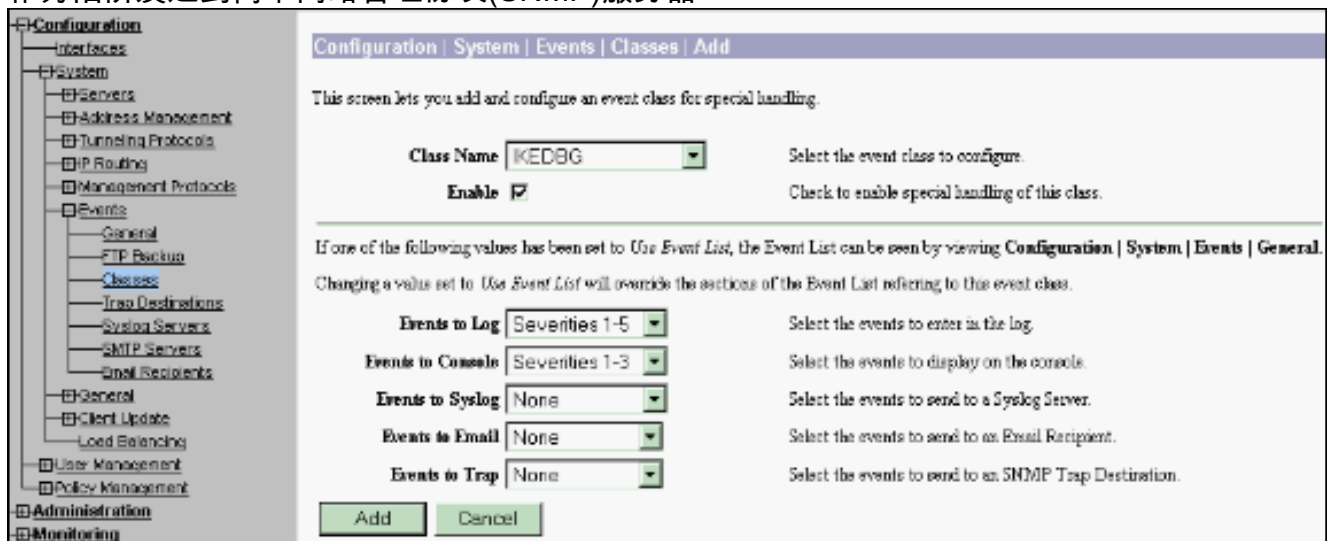 Configuration
Interfaces
System
Servers
Address Management
Tunneling Protocols
IP Routing
Management Protocols
Events
General
FTP Backup
Classes
Trap Destinations
Syslog Servers
SMTP Servers
Email Recipients
General
Client Update
Load Balancing
User Management
Policy Management
Administration
Monitoring
Configuration | System | Events | Classes | Add
This screen lets you add and configure an event class for special handling.
Class Name IKEDBG Select the event class to configure.
Enable Check to enable special handling of this class.
If one of the following values has been set to Use Event List, the Event List can be seen by viewing Configuration | System | Events | General.
Changing a value set to Use Event List will override the sections of the Event List referring to this event class.
Events to Log Severities 1-5 Select the events to enter in the log.
Events to Console Severities 1-3 Select the events to display on the console.
Events to Syslog None Select the events to send to a Syslog Server.
Events to Email None Select the events to send to an Email Recipient.
Events to Trap None Select the events to send to an SNMP Trap Destination.
Add Cancel